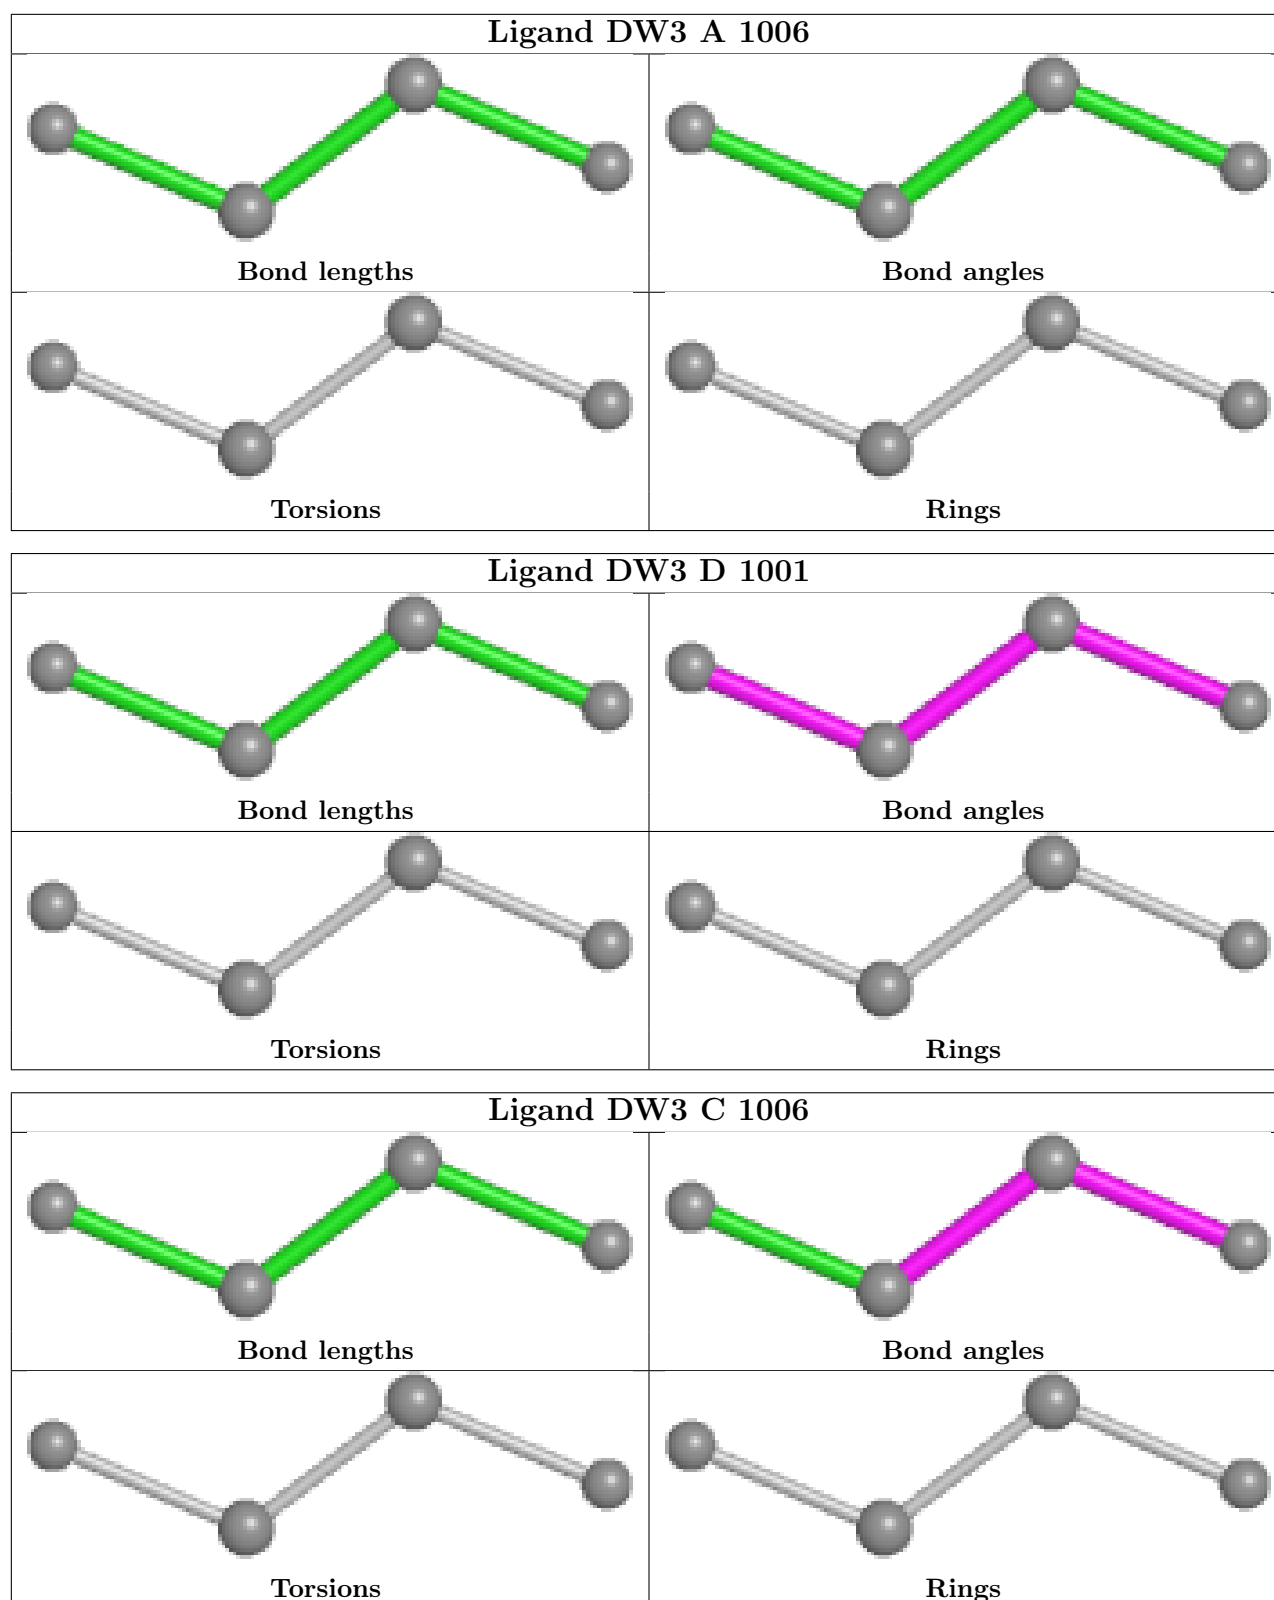 Ligand DW3 A 1006
Bond lengths
Bond angles
Torsions
Rings
Ligand DW3 D 1001
Bond lengths
Bond angles
Torsions
Rings
Ligand DW3 C 1006
Bond lengths
Bond angles
Torsions
Rings